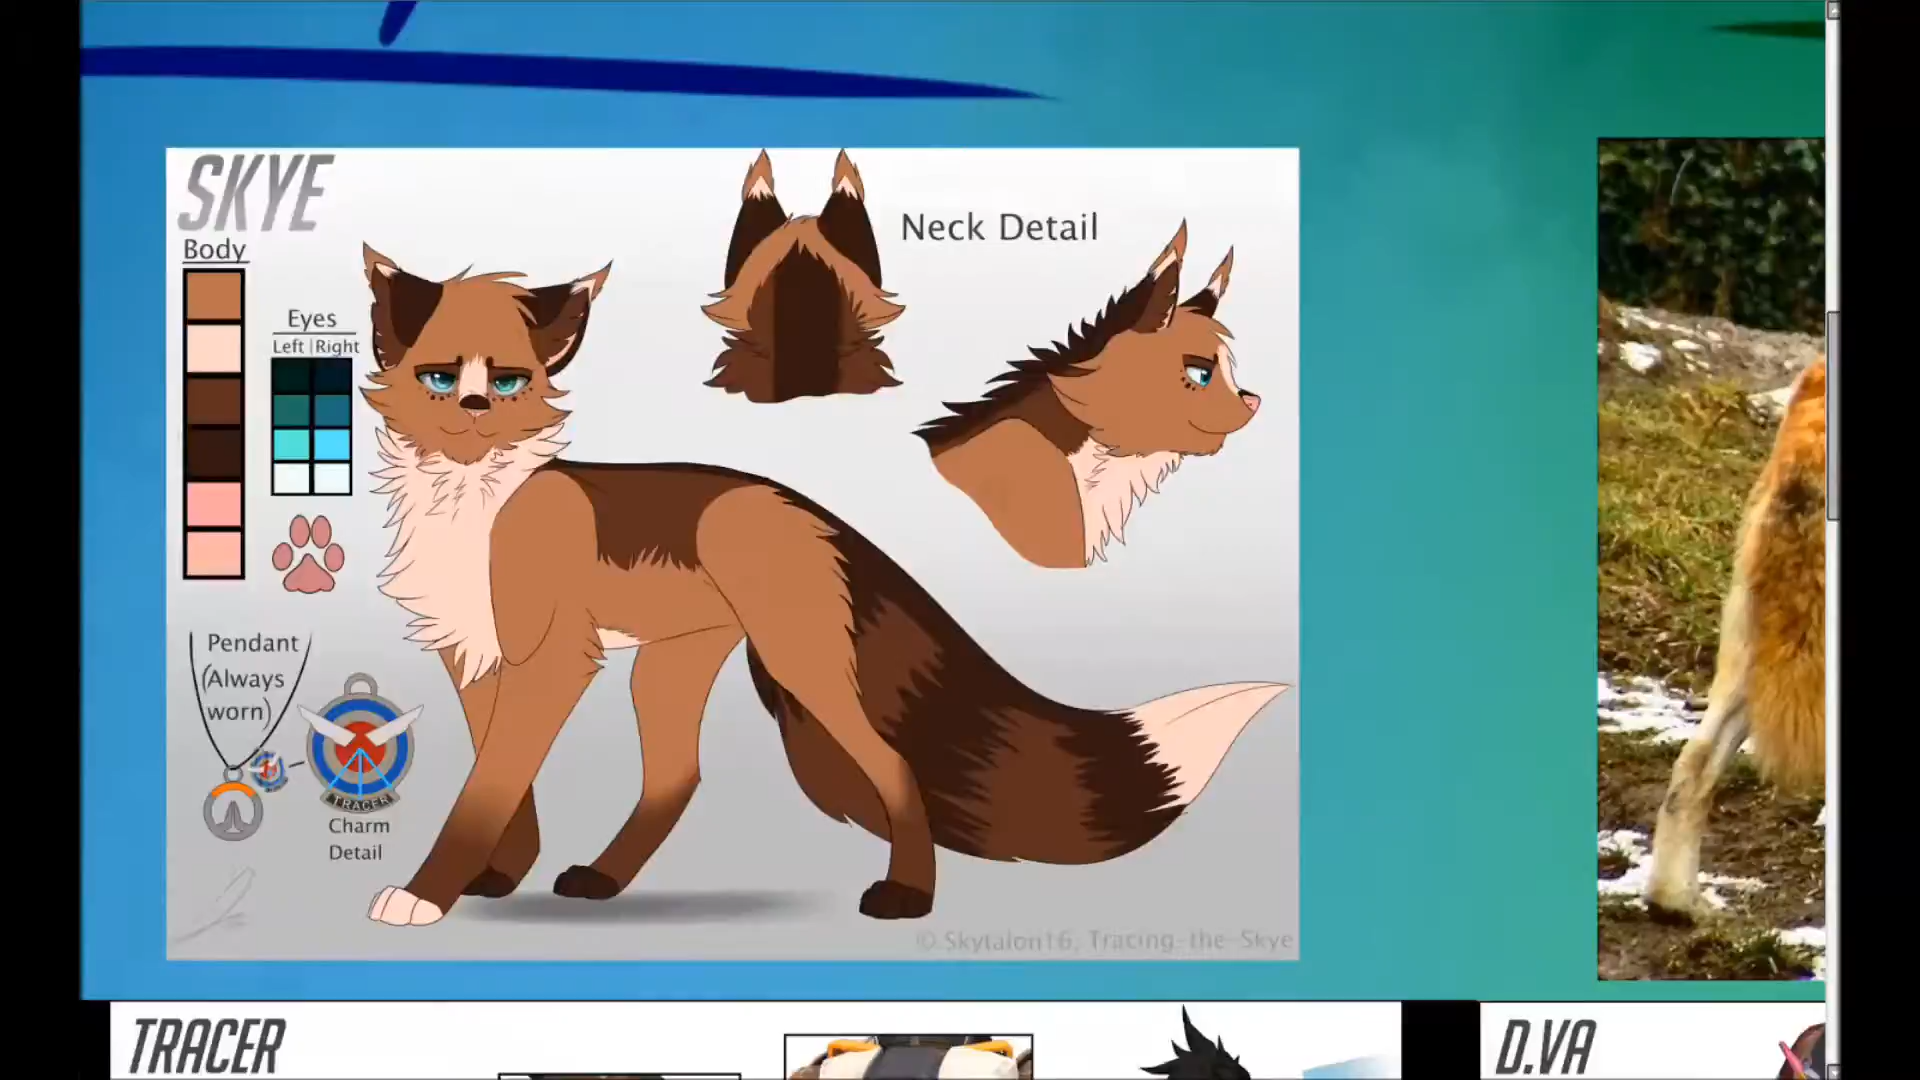 SKYE
Body
Neck Detail
Eyes
Left | Right
Pendant
(Always
worn)
TRACER
Charm
Detail
© Skytalon16, Tracing-the-Skye
TRACER
D.VA